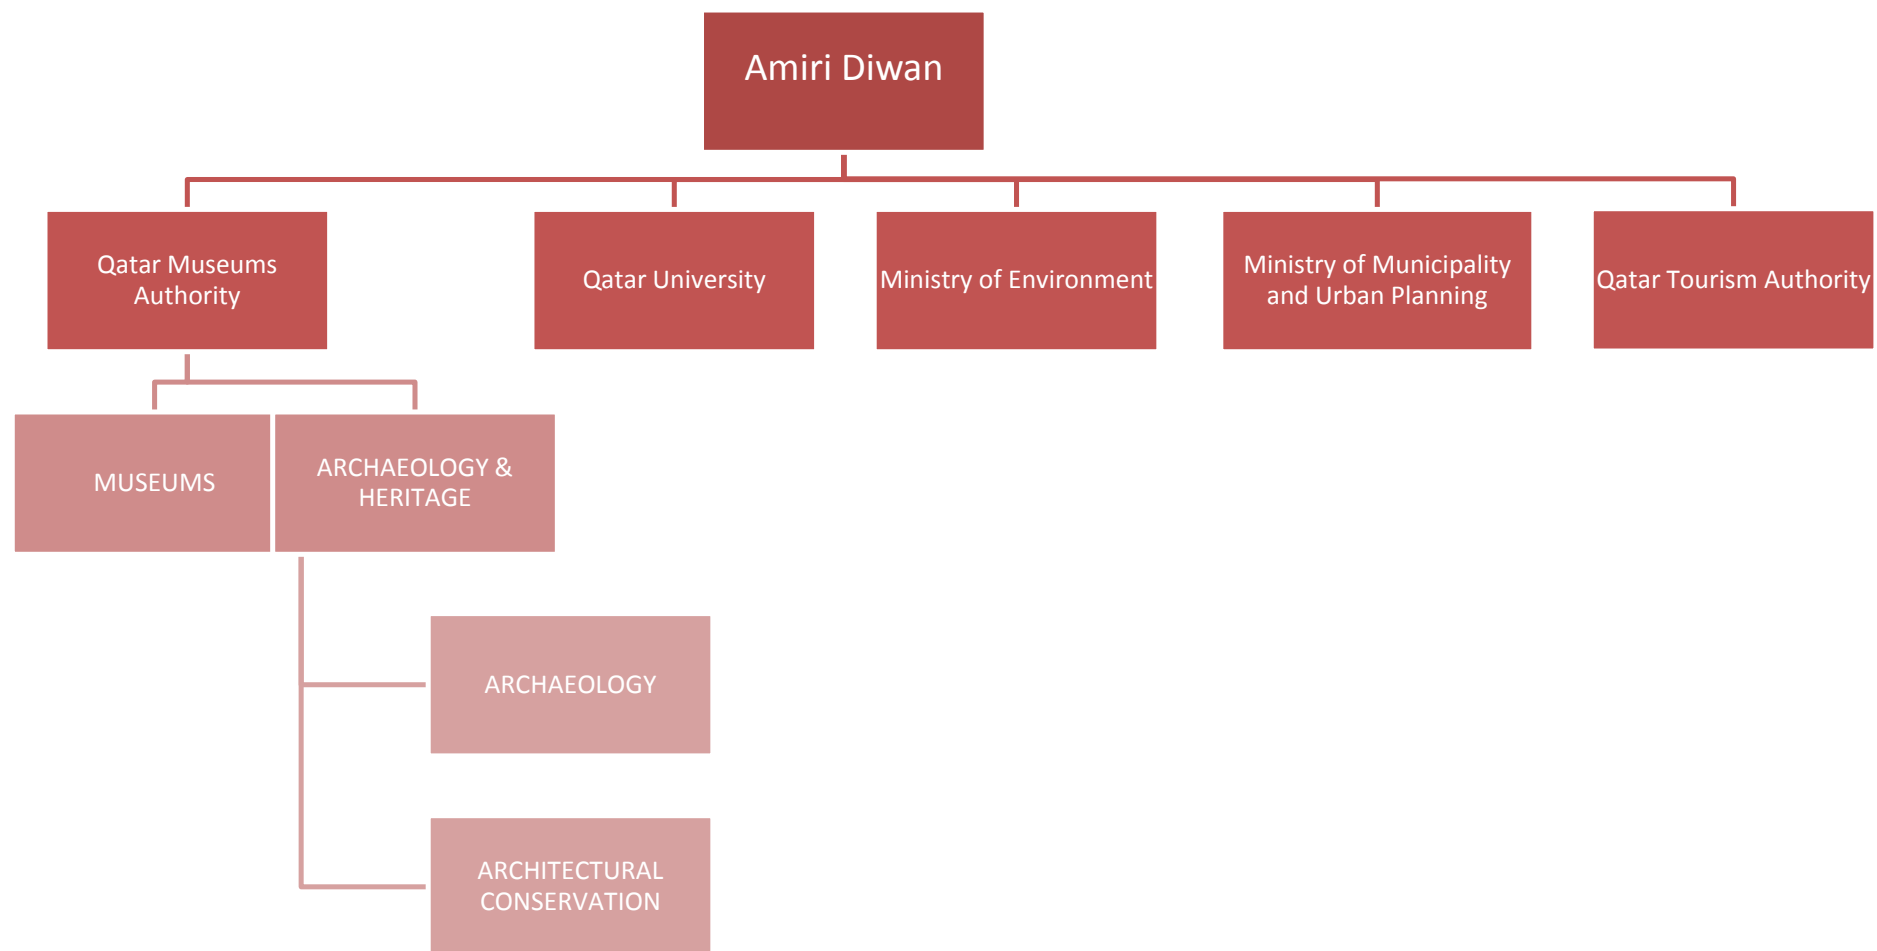 Amiri Diwan
Qatar Museums
Authority
Qatar University
Ministry of Environment
Ministry of Municipality
and Urban Planning
Qatar Tourism Authority
MUSEUMS
ARCHAEOLOGY &
HERITAGE
ARCHAEOLOGY
ARCHITECTURAL
CONSERVATION